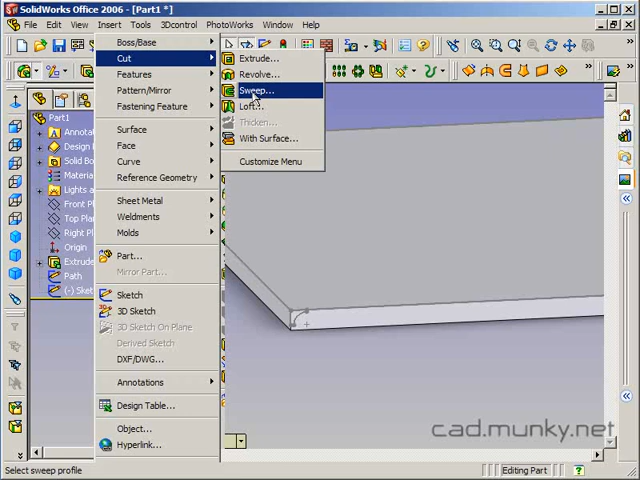 SolidWorks Office 2006 - [Part1 *]
File Edit View Insert Tools 3Dcontrol PhotoWorks Window Help
Boss/Base
Cut
Features
Pattern/Mirror
Fastening Feature
Surface
Face
Curve
Reference Geometry
Sheet Metal
Weldments
Molds
Part...
Mirror Part...
Sketch
3D Sketch
3D Sketch On Plane
Derived Sketch
DXF/DWG...
Annotations
Design Table...
Object...
Hyperlink...
Extrude...
Revolve...
Sweep...
Loft...
Thicken...
With Surface...
Customize Menu
Part1
Design
Solid Bo
Materia
Lights a
Front P
Top Pla
Right P
Origin
Extrude
Path
(-) Sket
cad.munky.net
Select sweep profile
Editing Part